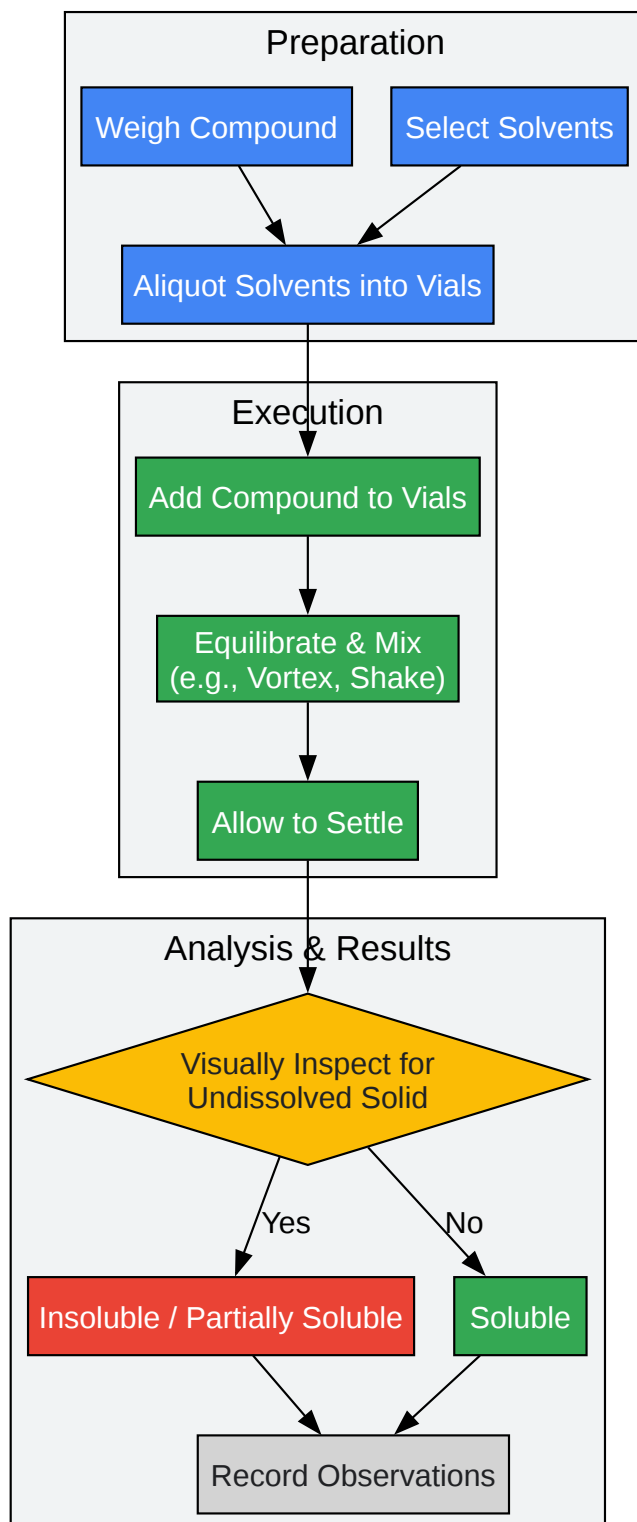 Preparation
Weigh Compound
Select Solvents
Aliquot Solvents into Vials
Execution
Add Compound to Vials
Equilibrate & Mix
(e.g., Vortex, Shake)
Allow to Settle
Analysis & Results
Visually Inspect for
Undissolved Solid
Yes
No
Insoluble / Partially Soluble
Soluble
Record Observations